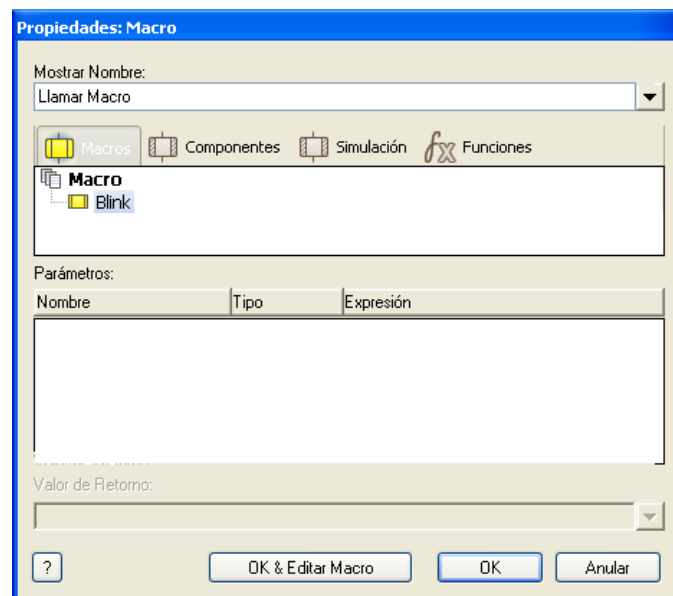 Propiedades: Macro
Mostrar Nombre:
Llamar Macro
Macros Componentes Simulación fx Funciones
Macro
Blink
Parámetros:
Nombre Tipo Expresión
Valor de Retorno:
? OK & Editar Macro OK Anular